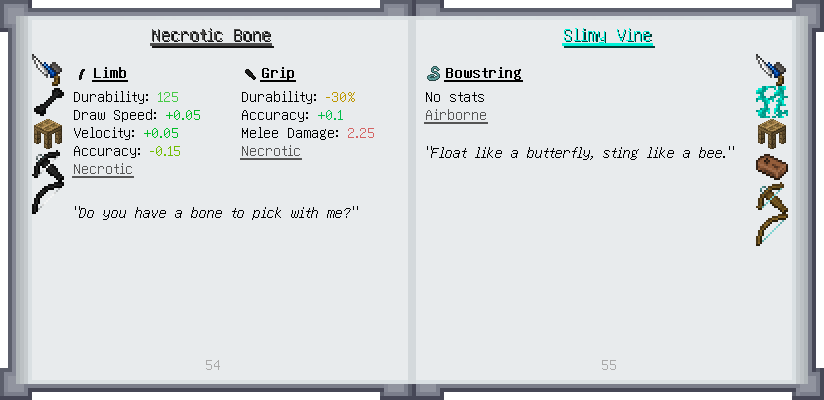 Necrotic Bone
Limb
Durability: 125
Draw Speed: +0.05
Velocity: +0.05
Accuracy: -0.15
Necrotic
Grip
Durability: -30%
Accuracy: +0.1
Melee Damage: 2.25
Necrotic
"Do you have a bone to pick with me?"
54
Slimy Vine
Bowstring
No stats
Airborne
"Float like a butterfly, sting like a bee."
55